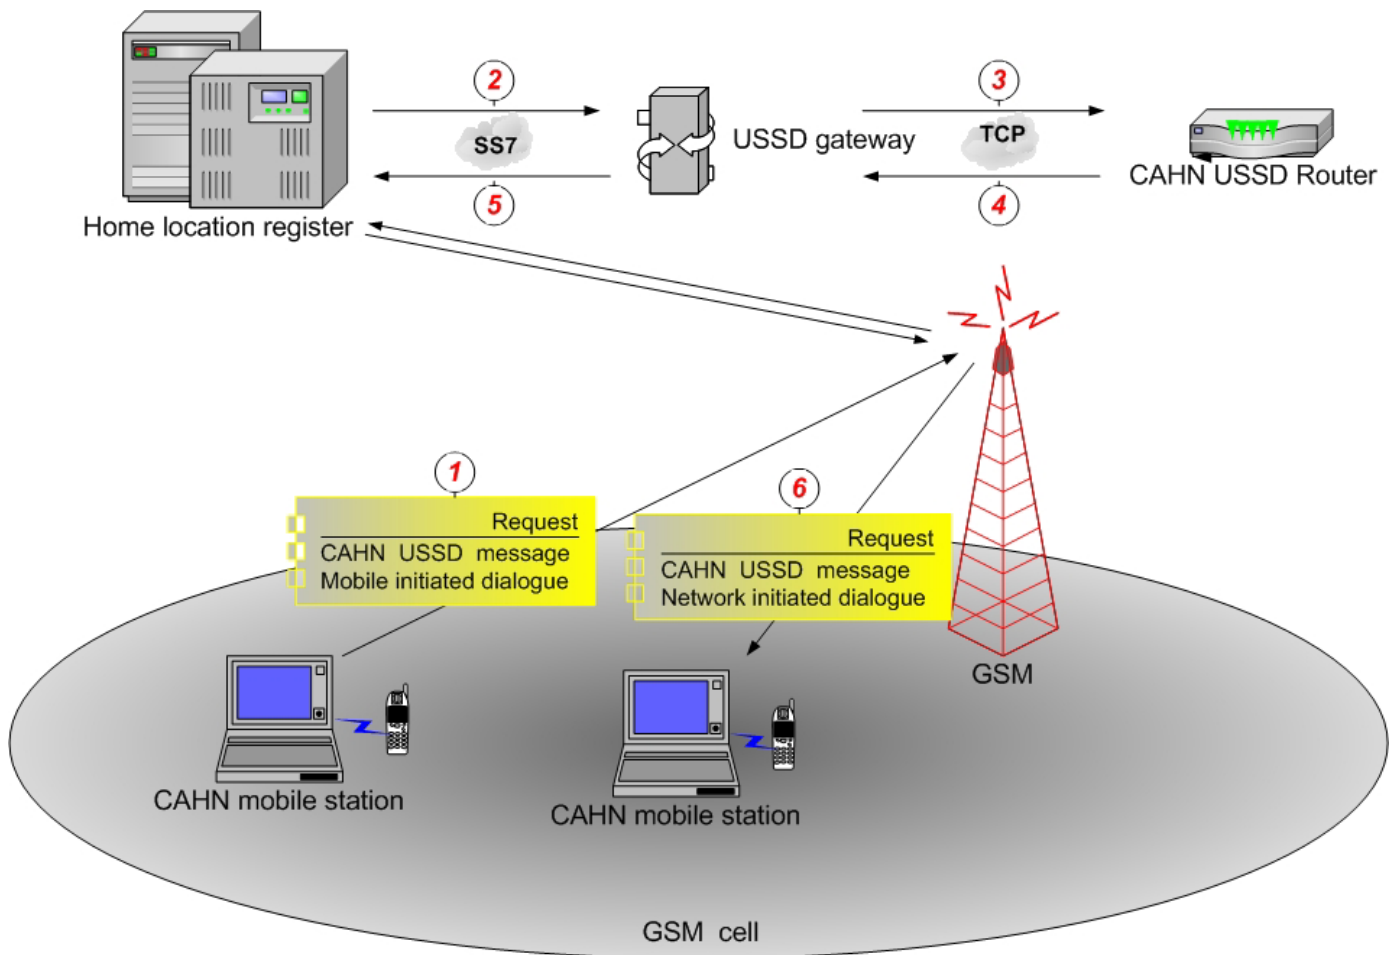 2
3
SS7
USSD gateway
TCP
CAHN USSD Router
5
4
Home location register
1
Request
CAHN USSD message
Mobile initiated dialogue
6
Request
CAHN USSD message
Network initiated dialogue
GSM
CAHN mobile station
CAHN mobile station
GSM cell